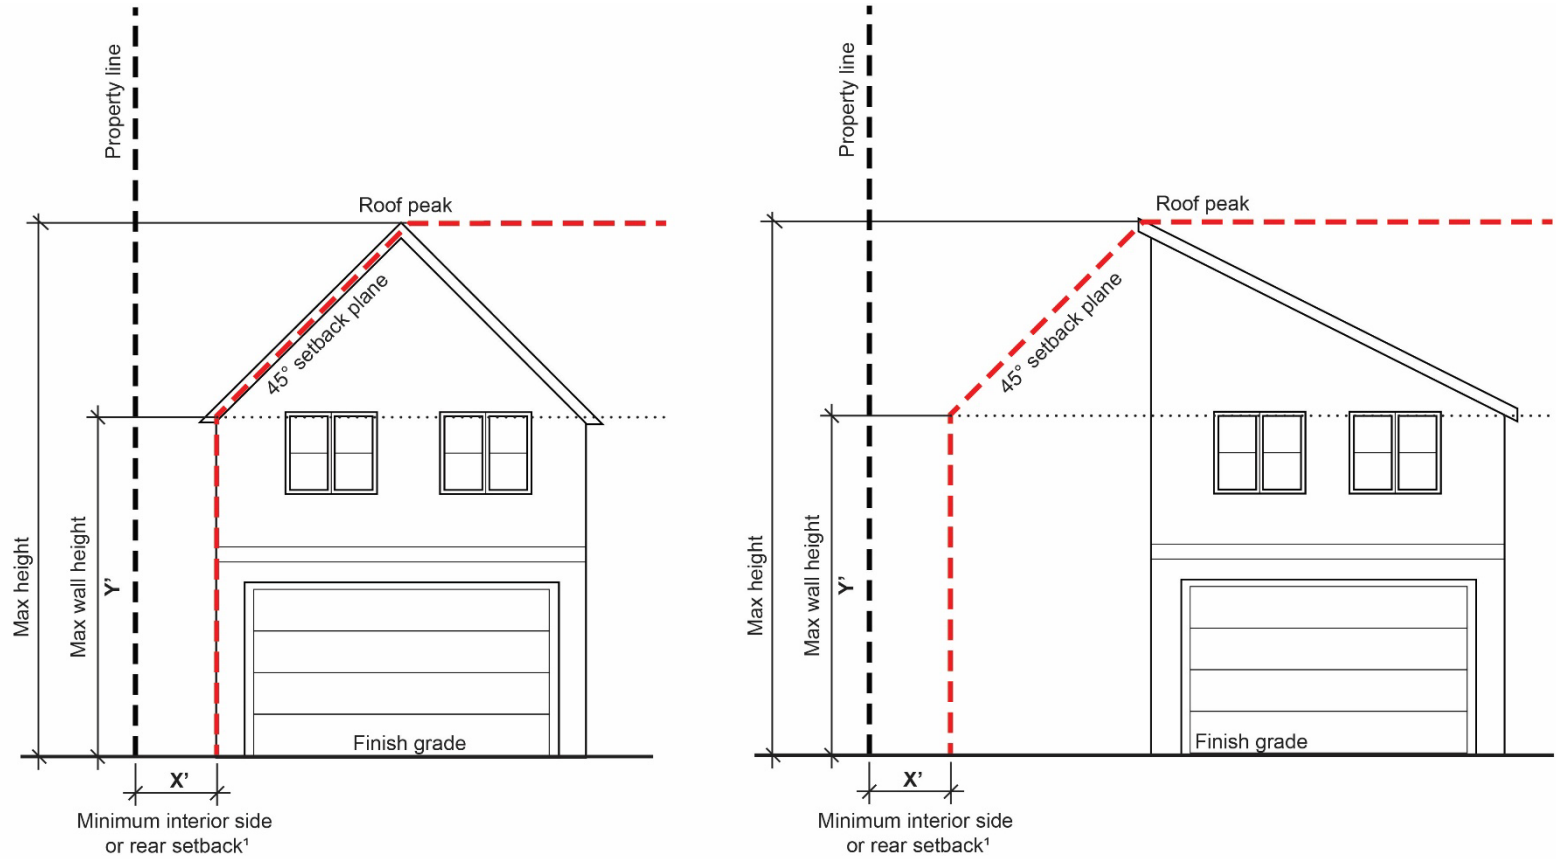 Property line
Roof peak
45° setback plane
Max height
Max wall height
Y’
Finish grade
X’
Minimum interior side
or rear setback¹
Property line
Roof peak
45° setback plane
Max height
Max wall height
Y’
Finish grade
X’
Minimum interior side
or rear setback¹